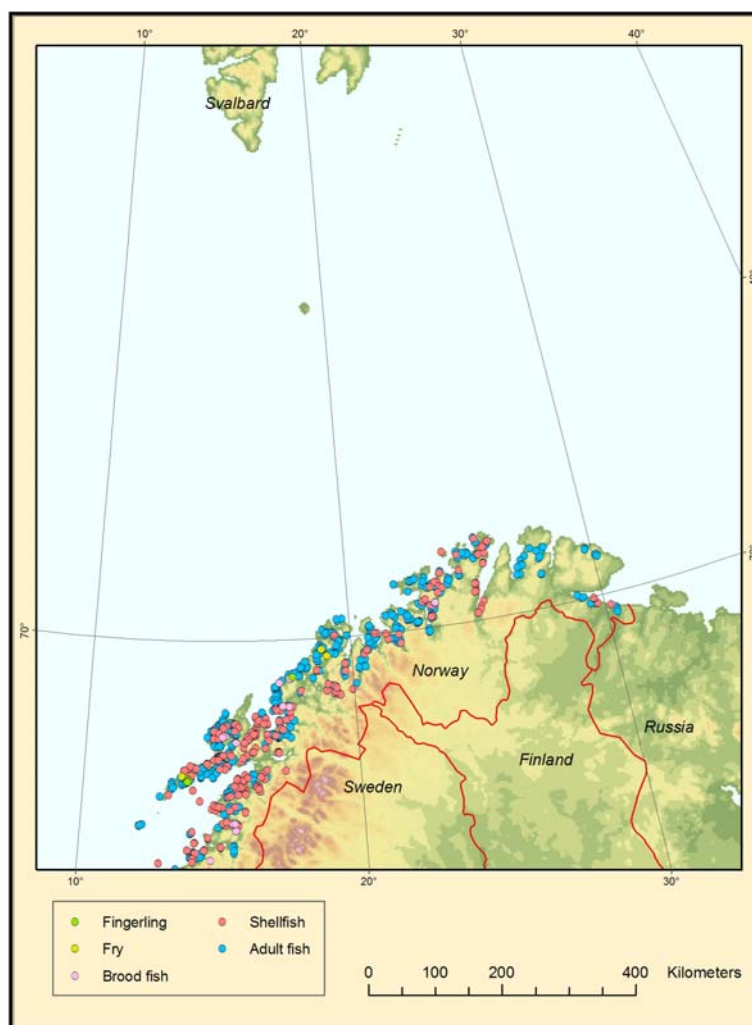 10° 20° 30° 40°
Svalbard
70°
70°
Norway
Russia
Finland
Sweden
10° 20° 30°
Fingerling Shellfish
Fry Adult fish
Brood fish
0 100 200 400 Kilometers